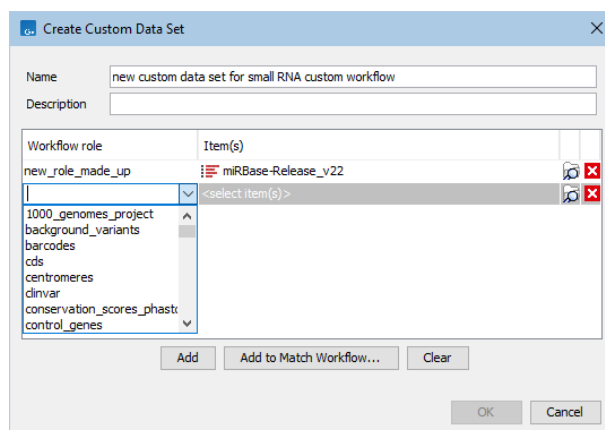 Create Custom Data Set
Name new custom data set for small RNA custom workflow
Description
Workflow role Item(s)
new_role_made_up miRBase-Release_v22
<select item(s)>
1000_genomes_project
background_variants
barcodes
cds
centromeres
clinvar
conservation_scores_phastc
control_genes
Add Add to Match Workflow... Clear
OK Cancel